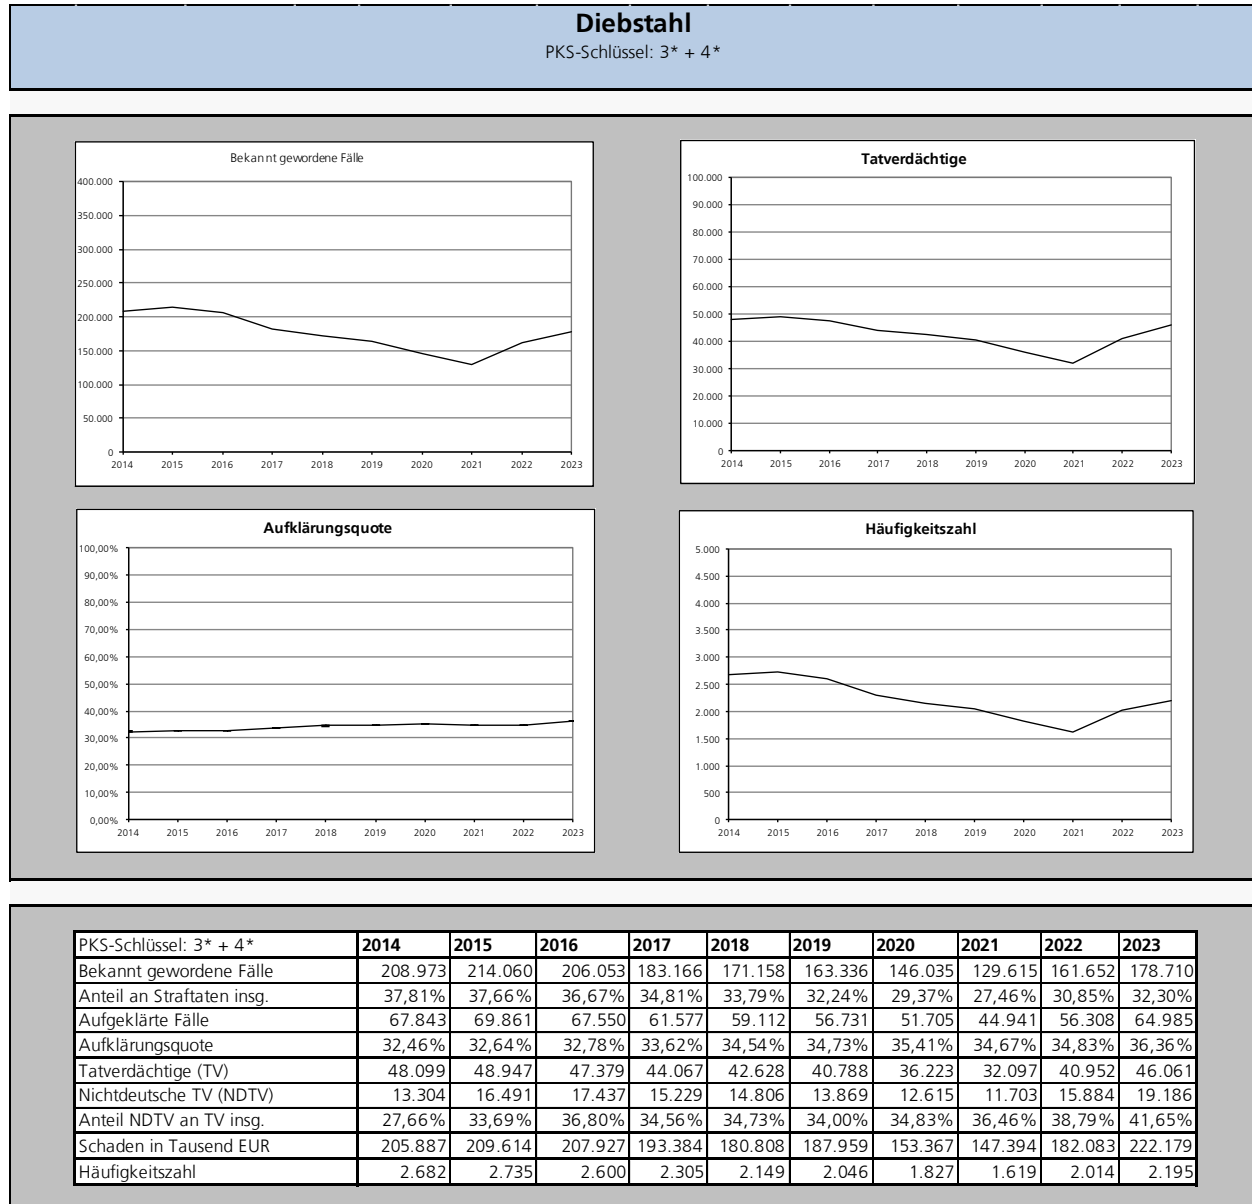 Diebstahl
PKS-Schlüssel: 3* + 4*
Bekannt gewordene Fälle
400.000
350.000
300.000
250.000
200.000
150.000
100.000
50.000
0
2014 2015 2016 2017 2018 2019 2020 2021 2022 2023
Tatverdächtige
100.000
90.000
80.000
70.000
60.000
50.000
40.000
30.000
20.000
10.000
0
2014 2015 2016 2017 2018 2019 2020 2021 2022 2023
Aufklärungsquote
100,00%
90,00%
80,00%
70,00%
60,00%
50,00%
40,00%
30,00%
20,00%
10,00%
0,00%
2014 2015 2016 2017 2018 2019 2020 2021 2022 2023
Häufigkeitszahl
5.000
4.500
4.000
3.500
3.000
2.500
2.000
1.500
1.000
500
0
2014 2015 2016 2017 2018 2019 2020 2021 2022 2023
PKS-Schlüssel: 3* + 4* 2014 2015 2016 2017 2018 2019 2020 2021 2022 2023
Bekannt gewordene Fälle 208.973 214.060 206.053 183.166 171.158 163.336 146.035 129.615 161.652 178.710
Anteil an Straftaten insg. 37,81% 37,66% 36,67% 34,81% 33,79% 32,24% 29,37% 27,46% 30,85% 32,30%
Aufgeklärte Fälle 67.843 69.861 67.550 61.577 59.112 56.731 51.705 44.941 56.308 64.985
Aufklärungsquote 32,46% 32,64% 32,78% 33,62% 34,54% 34,73% 35,41% 34,67% 34,83% 36,36%
Tatverdächtige (TV) 48.099 48.947 47.379 44.067 42.628 40.788 36.223 32.097 40.952 46.061
Nichtdeutsche TV (NDTV) 13.304 16.491 17.437 15.229 14.806 13.869 12.615 11.703 15.884 19.186
Anteil NDTV an TV insg. 27,66% 33,69% 36,80% 34,56% 34,73% 34,00% 34,83% 36,46% 38,79% 41,65%
Schaden in Tausend EUR 205.887 209.614 207.927 193.384 180.808 187.959 153.367 147.394 182.083 222.179
Häufigkeitszahl 2.682 2.735 2.600 2.305 2.149 2.046 1.827 1.619 2.014 2.195